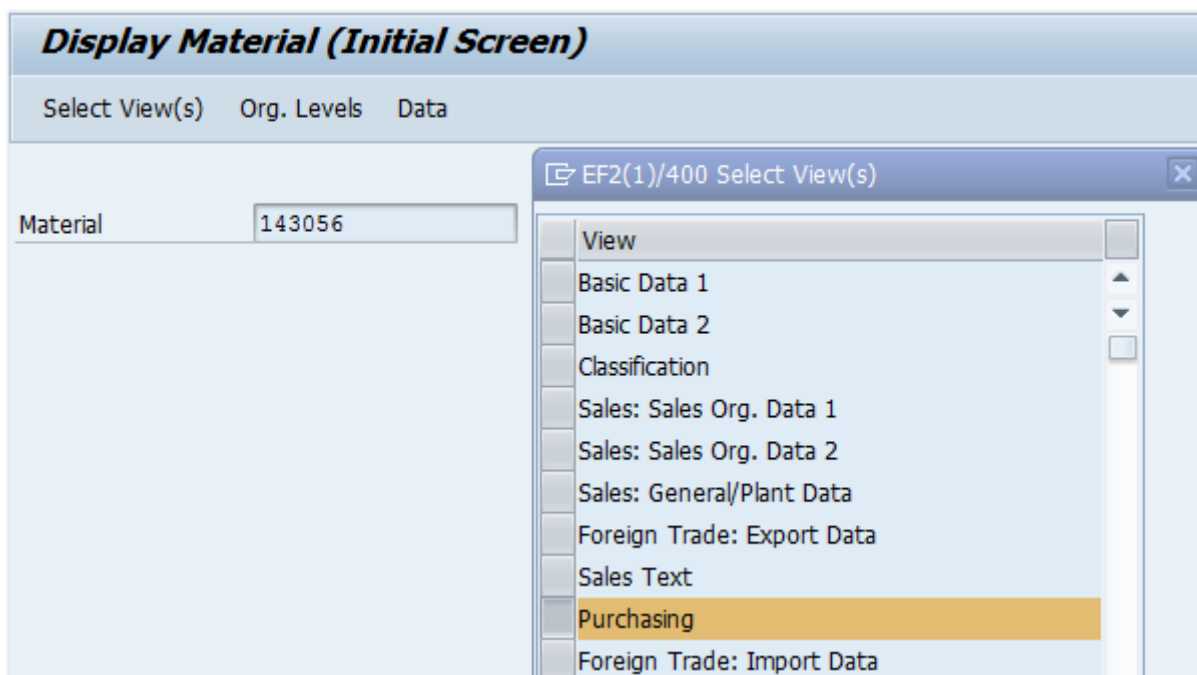 Display Material (Initial Screen)
Select View(s) Org. Levels Data
EF2(1)/400 Select View(s)
Material 143056
View
Basic Data 1
Basic Data 2
Classification
Sales: Sales Org. Data 1
Sales: Sales Org. Data 2
Sales: General/Plant Data
Foreign Trade: Export Data
Sales Text
Purchasing
Foreign Trade: Import Data